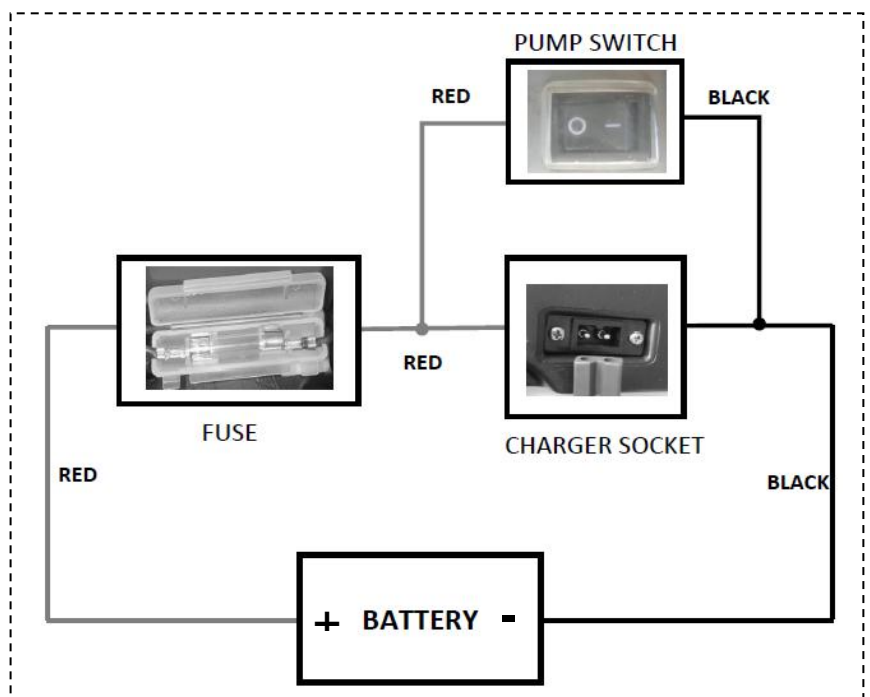 PUMP SWITCH
RED
BLACK
FUSE
RED
CHARGER SOCKET
RED
BLACK
+ BATTERY -